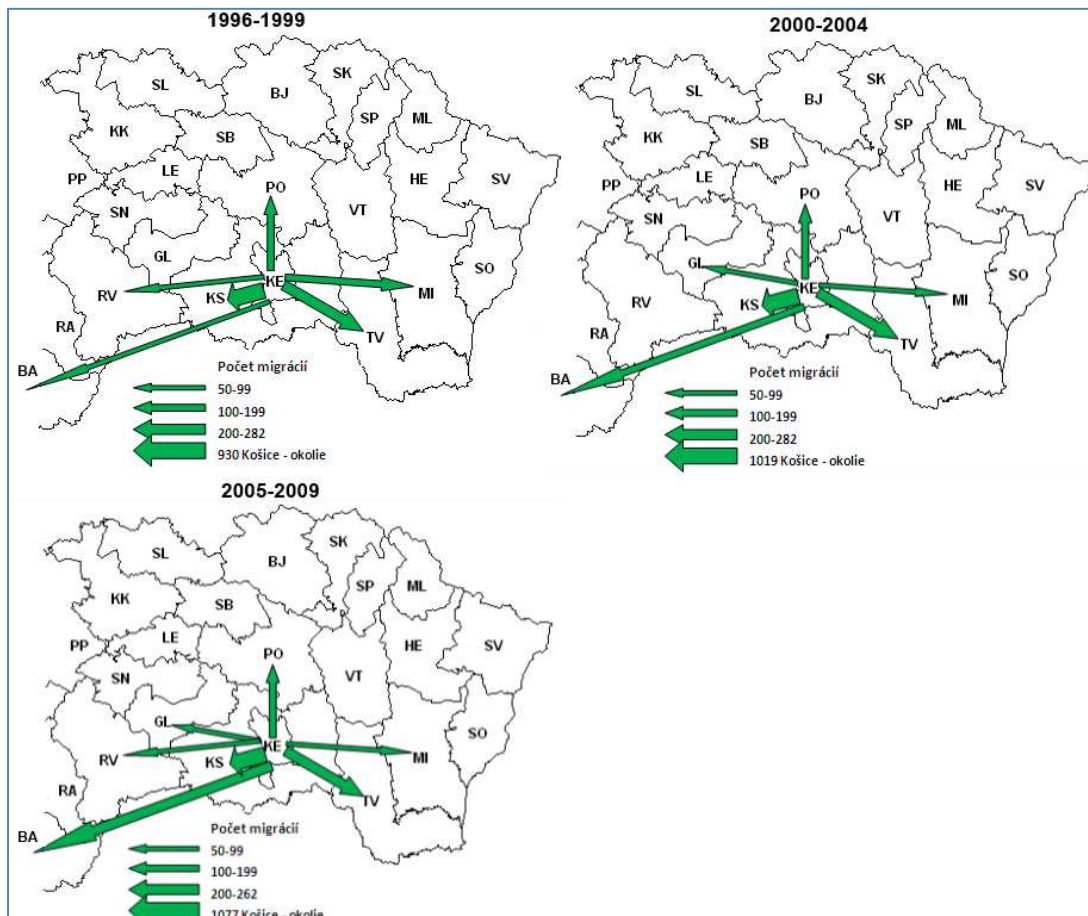 1996-1999
SL
BJ
SK
SP
ML
KK
SB
LE
PP
SN
PO
VT
HE
SV
GL
RV
KS
KE
MI
SO
RA
TV
BA
Počet migrácií
50-99
100-199
200-282
930 Košice - okolie
2000-2004
SL
BJ
SK
SP
ML
KK
SB
LE
PP
SN
PO
VT
HE
SV
GL
RV
KS
KE
MI
SO
RA
TV
BA
Počet migrácií
50-99
100-199
200-282
1019 Košice - okolie
2005-2009
SL
BJ
SK
SP
ML
KK
SB
LE
PP
SN
PO
VT
HE
SV
GL
RV
KS
KE
MI
SO
RA
TV
BA
Počet migrácií
50-99
100-199
200-262
1077 Košice - okolie